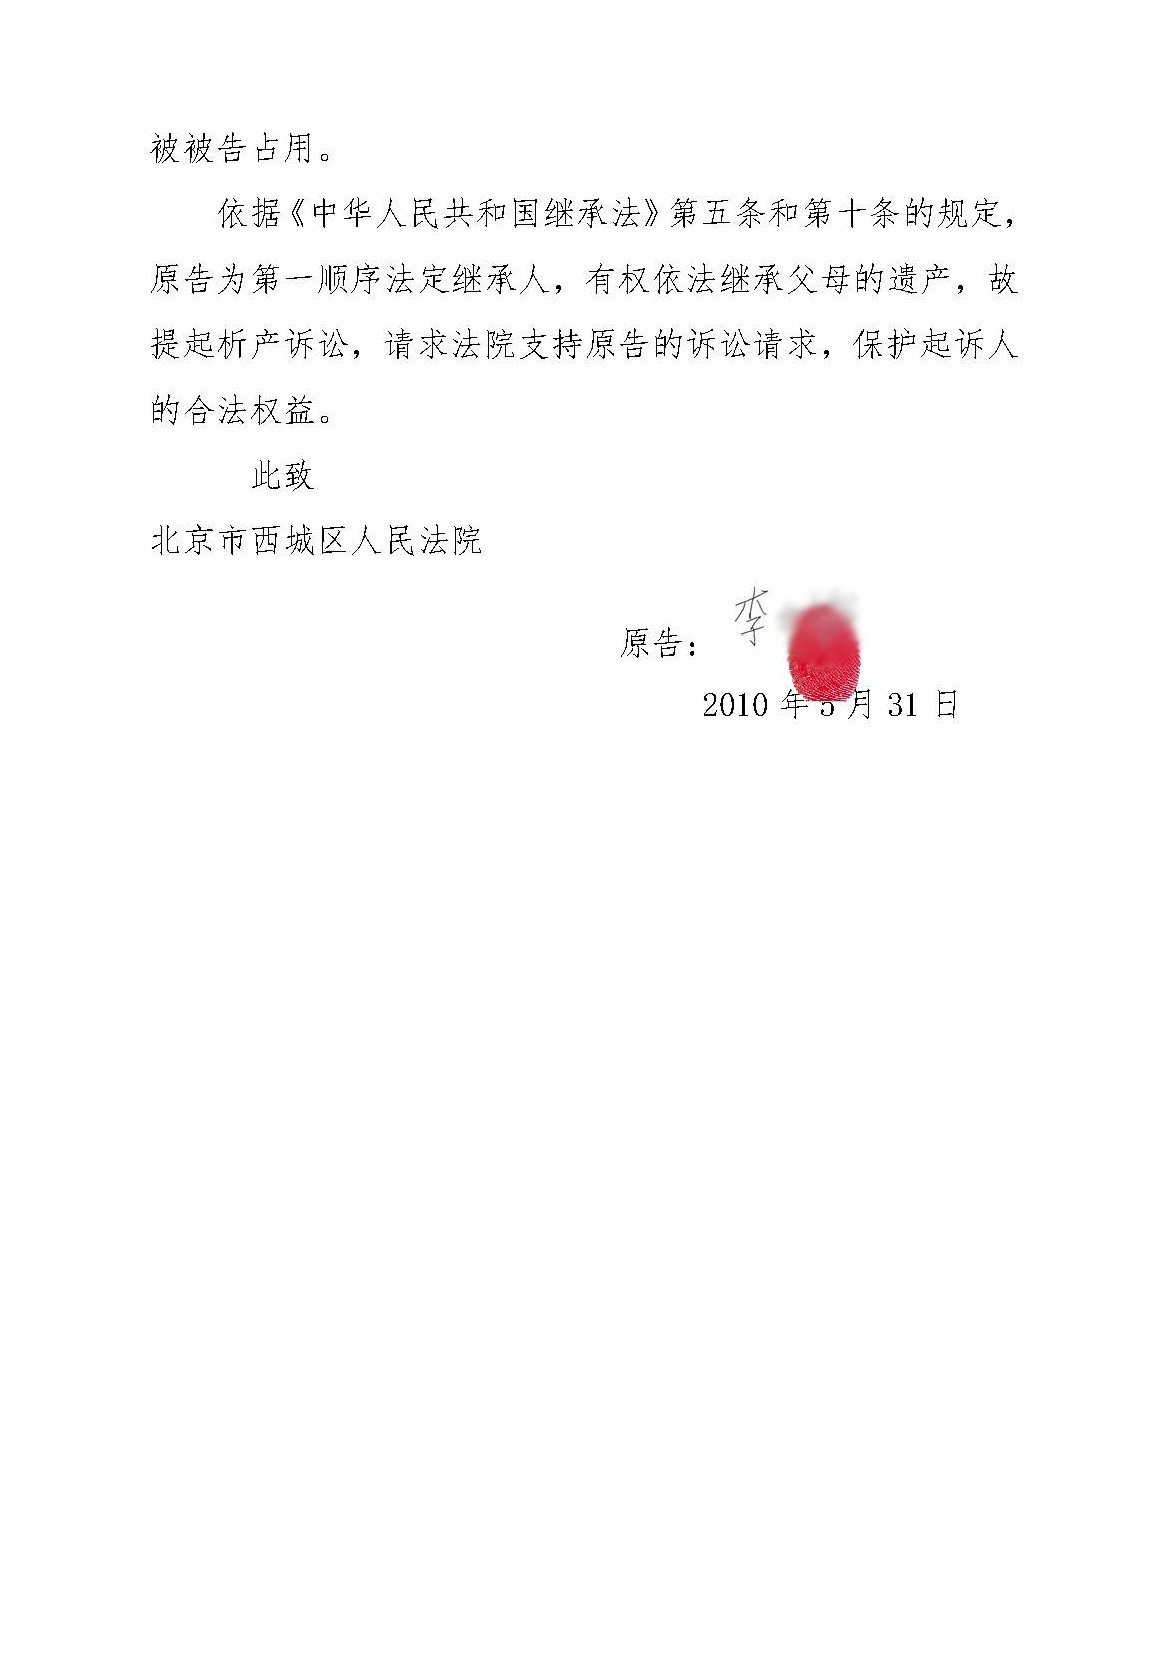 被被告占用。
依据《中华人民共和国继承法》第五条和第十条的规定，
原告为第一顺序法定继承人，有权依法继承父母的遗产，故
提起析产诉讼，请求法院支持原告的诉讼请求，保护起诉人
的合法权益。
此致
北京市西城区人民法院
原告：李
2010 年 5 月 31 日